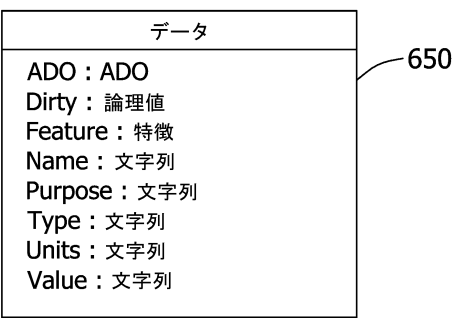 データ
650
ADO : ADO
Dirty : 論理値
Feature : 特徴
Name : 文字列
Purpose : 文字列
Type : 文字列
Units : 文字列
Value : 文字列